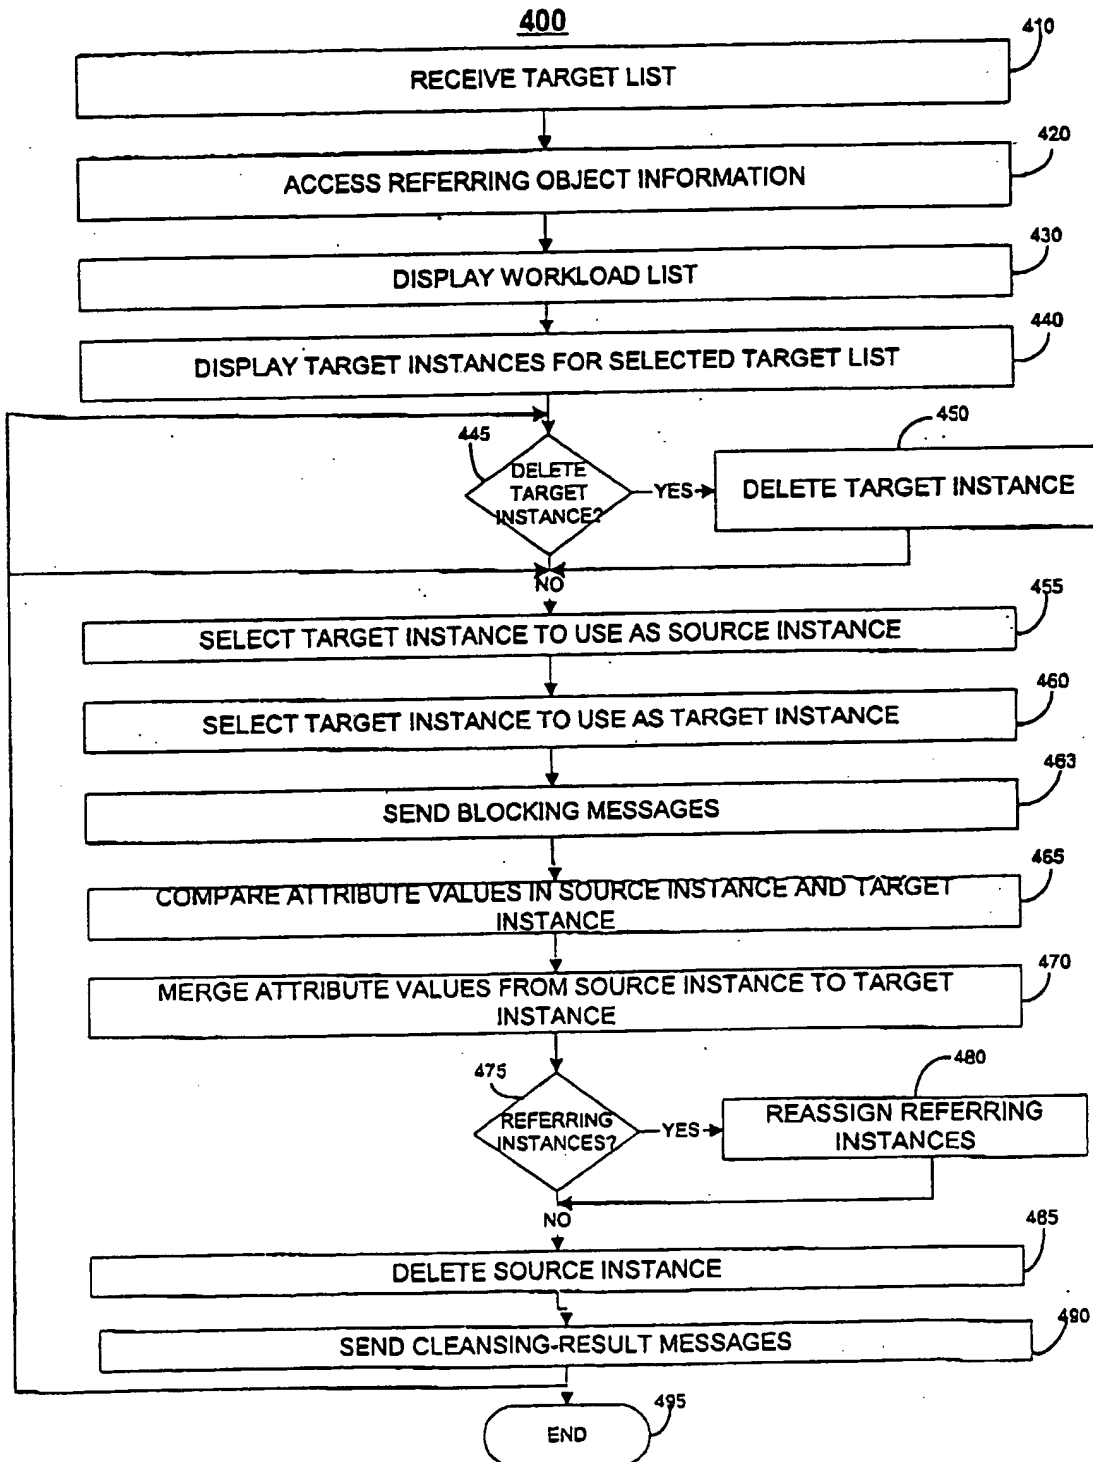 400
410
RECEIVE TARGET LIST
420
ACCESS REFERRING OBJECT INFORMATION
430
DISPLAY WORKLOAD LIST
440
DISPLAY TARGET INSTANCES FOR SELECTED TARGET LIST
445
DELETE
TARGET
INSTANCE?
YES
450
DELETE TARGET INSTANCE
NO
455
SELECT TARGET INSTANCE TO USE AS SOURCE INSTANCE
460
SELECT TARGET INSTANCE TO USE AS TARGET INSTANCE
463
SEND BLOCKING MESSAGES
465
COMPARE ATTRIBUTE VALUES IN SOURCE INSTANCE AND TARGET
INSTANCE
470
MERGE ATTRIBUTE VALUES FROM SOURCE INSTANCE TO TARGET
INSTANCE
475
REFERRING
INSTANCES?
YES
480
REASSIGN REFERRING
INSTANCES
NO
485
DELETE SOURCE INSTANCE
490
SEND CLEANSING-RESULT MESSAGES
495
END